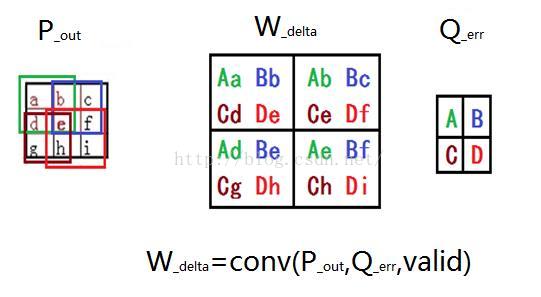 P_out W_delta Q_err
a b c
d e f
g h i
Aa Bb Ab Bc
Cd De Ce Df
Ad Be Ae Bf
Cg Dh Ch Di
A B
C D
http://blog.csdn.net/
W_delta=conv(P_out,Q_err,valid)